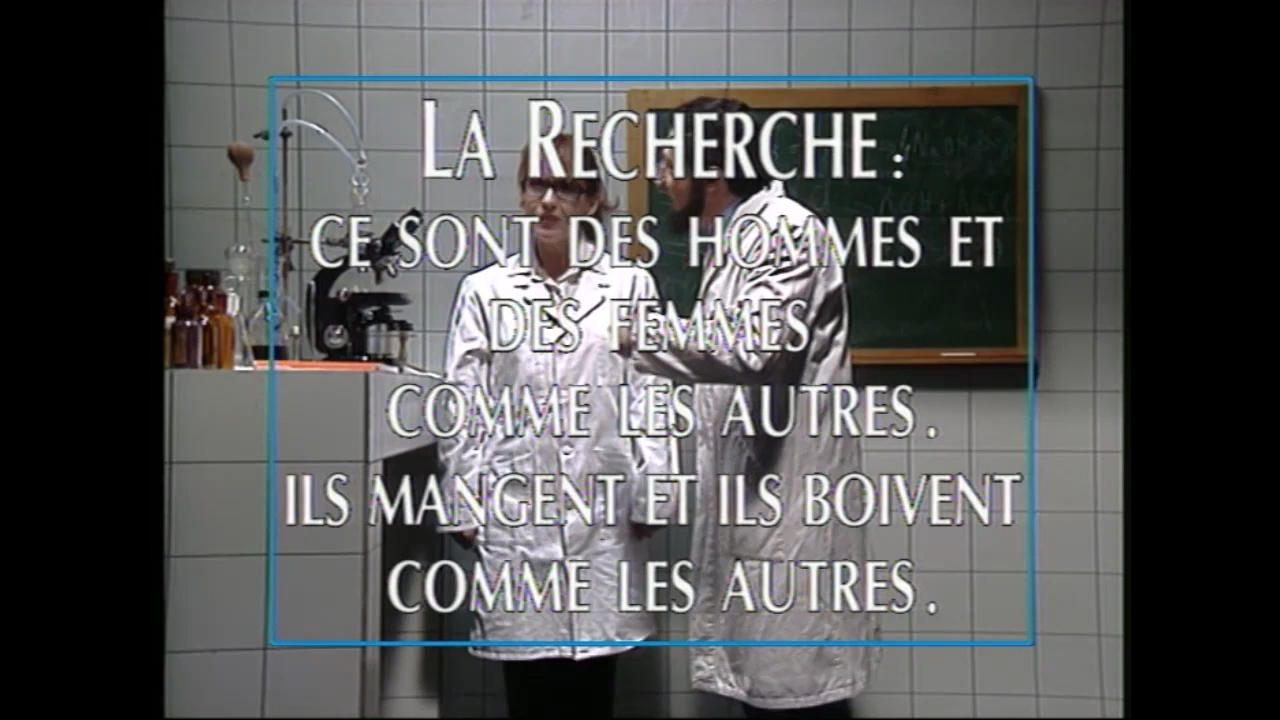 LA RECHERCHE :
CE SONT DES HOMMES ET
DES FEMMES
COMME LES AUTRES.
ILS MANGENT ET ILS BOIVENT
COMME LES AUTRES.